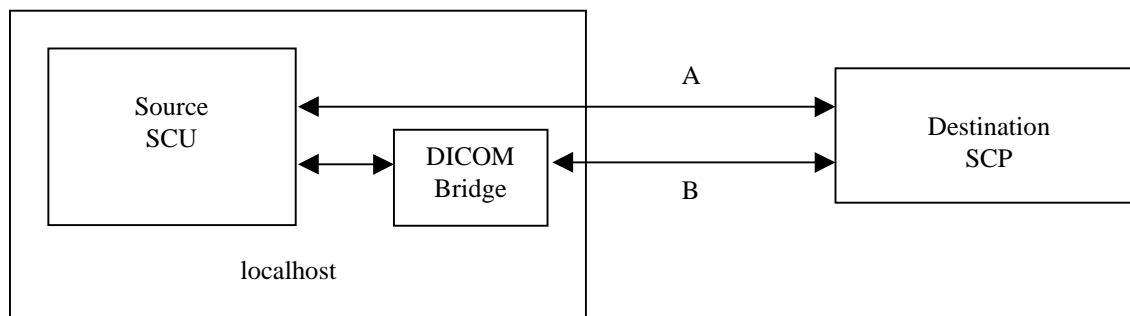 A
Source
SCU
Destination
SCP
DICOM
Bridge
B
localhost